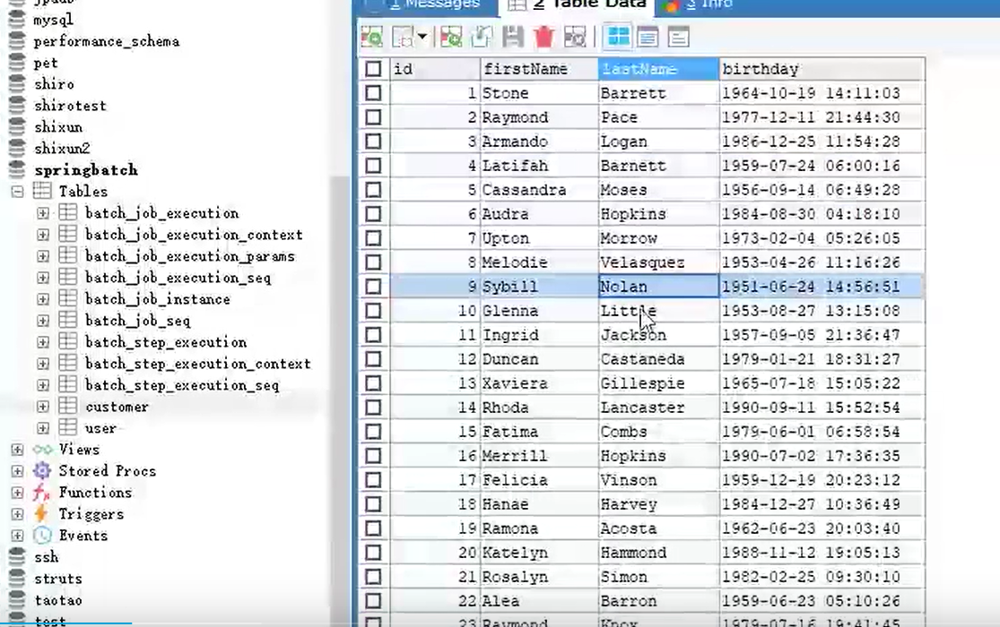 mysql
performance_schema
pet
shiro
shirotest
shixun
shixun2
springbatch
Tables
batch_job_execution
batch_job_execution_context
batch_job_execution_params
batch_job_execution_seq
batch_job_instance
batch_job_seq
batch_step_execution
batch_step_execution_context
batch_step_execution_seq
customer
user
Views
Stored Procs
Functions
Triggers
Events
ssh
struts
taotao
test
1 Messages 2 Table Data 3 Info
id firstName lastName birthday
1 Stone Barrett 1964-10-19 14:11:03
2 Raymond Pace 1977-12-11 21:44:30
3 Armando Logan 1986-12-25 11:54:28
4 Latifah Barnett 1959-07-24 06:00:16
5 Cassandra Moses 1956-09-14 06:49:28
6 Audra Hopkins 1984-08-30 04:18:10
7 Upton Morrow 1973-02-04 05:26:05
8 Melodie Velasquez 1953-04-26 11:16:26
9 Sybill Nolan 1951-06-24 14:56:51
10 Glenna Little 1953-08-27 13:15:08
11 Ingrid Jackson 1957-09-05 21:36:47
12 Duncan Castaneda 1979-01-21 18:31:27
13 Xaviera Gillespie 1965-07-18 15:05:22
14 Rhoda Lancaster 1990-09-11 15:52:54
15 Fatima Combs 1979-06-01 06:58:54
16 Merrill Hopkins 1990-07-02 17:36:35
17 Felicia Vinson 1959-12-19 20:23:12
18 Hanae Harvey 1984-12-27 10:36:49
19 Ramona Acosta 1962-06-23 20:03:40
20 Katelyn Hammond 1988-11-12 19:05:13
21 Rosalyn Simon 1982-02-25 09:30:10
22 Alea Barron 1959-06-23 05:10:26
23 Raymond Knox 1979-07-16 19:41:45